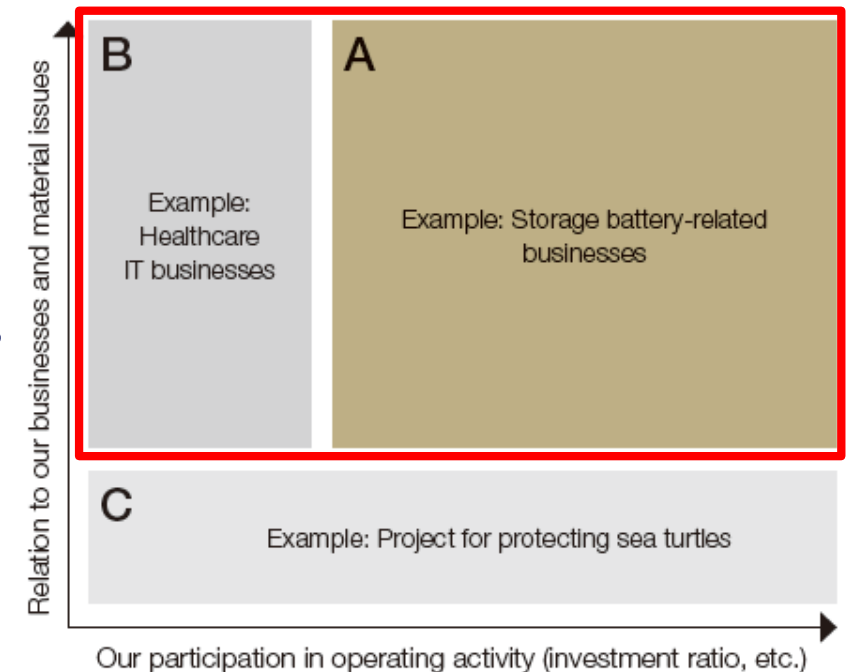 Relation to our businesses and material issues
B
Example:
Healthcare
IT businesses
A
Example: Storage battery-related
businesses
C
Example: Project for protecting sea turtles
Our participation in operating activity (investment ratio, etc.)